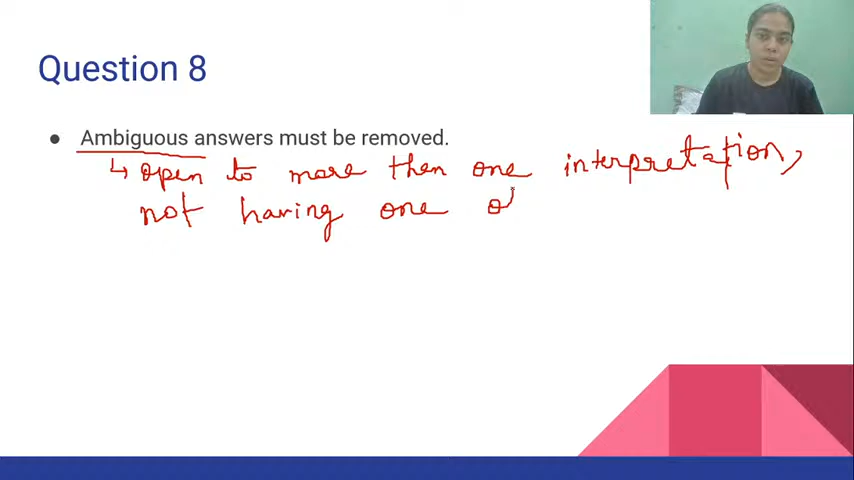 Question 8
● Ambiguous answers must be removed.
↳ open to more then one interpretation,
not having one